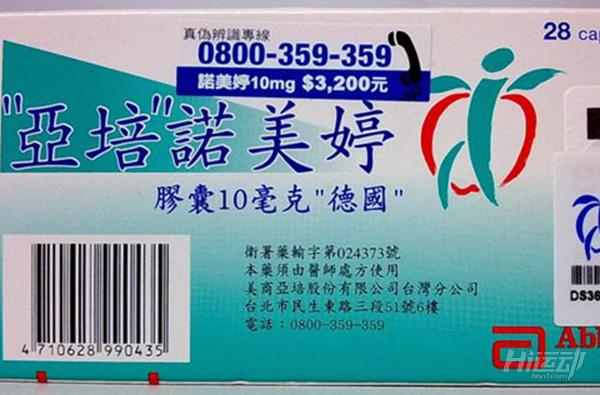 真偽辨識專線
0800-359-359
諾美婷10mg $3,200元
28 cap
"亞培"諾美婷
膠囊10毫克"德國"
衛署藥輸字第024373號
本藥須由醫師處方使用
美商亞培股份有限公司台灣分公司
台北市民生東路三段51號6樓
電話：0800-359-359
4 710628 990435
DS36
Ab
Hi运动
hiyd.com